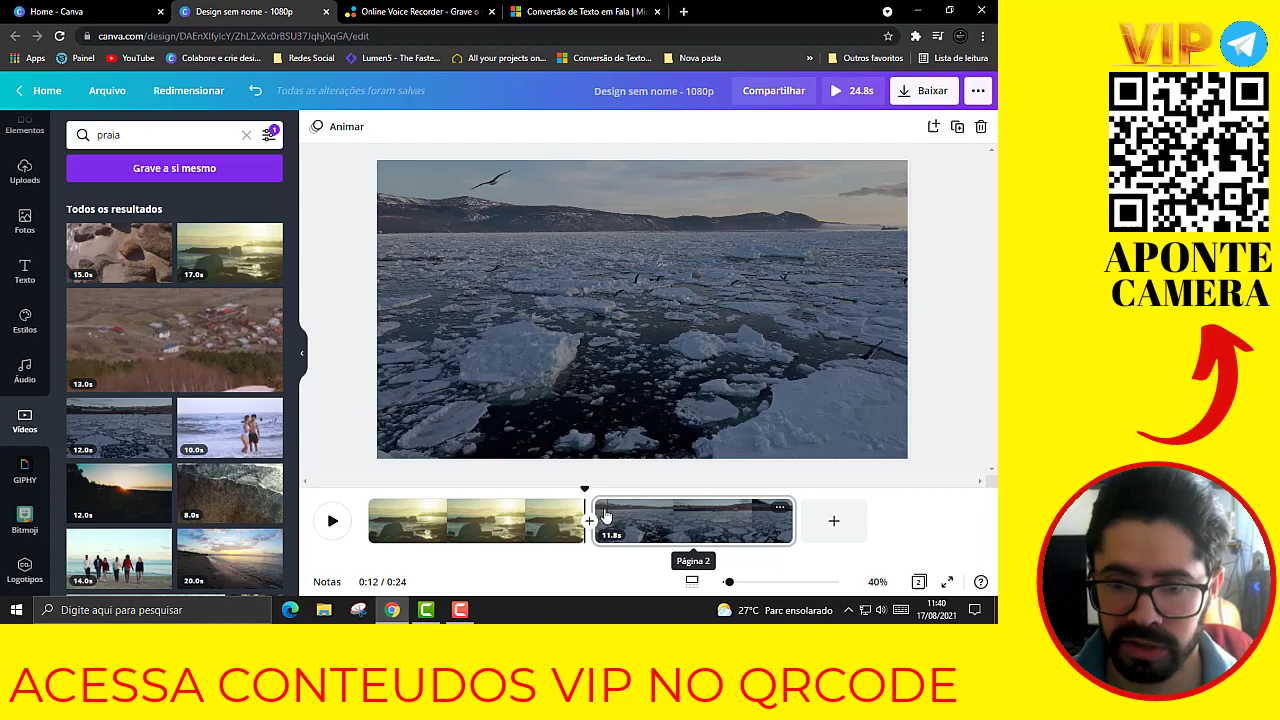 Home - Canva
Design sem nome - 1080p
Online Voice Recorder - Grave o
Conversão de Texto em Fala | Mi
canva.com/design/DAEnXlfyIcY/ZhLZvXc0rBSU37JqhjXqGA/edit
Apps
Painel
YouTube
Colabore e crie desi...
Redes Social
Lumen5 - The Faste...
All your projects on...
Conversão de Texto...
Nova pasta
»
Outros favoritos
Lista de leitura
Home
Arquivo
Redimensionar
Todas as alterações foram salvas
Design sem nome - 1080p
Compartilhar
24.8s
Baixar
Elementos
Uploads
Fotos
Texto
Estilos
Áudio
Vídeos
GIPHY
Bitmoji
Logotipos
praia
1
Grave a si mesmo
Todos os resultados
15.0s
17.0s
13.0s
12.0s
10.0s
12.0s
8.0s
14.0s
20.0s
Animar
11.8s
Página 2
Notas
0:12 / 0:24
40%
2
Digite aqui para pesquisar
27°C Parc ensolarado
11:40
17/08/2021
VIP
APONTE
CAMERA
ACESSA CONTEUDOS VIP NO QRCODE